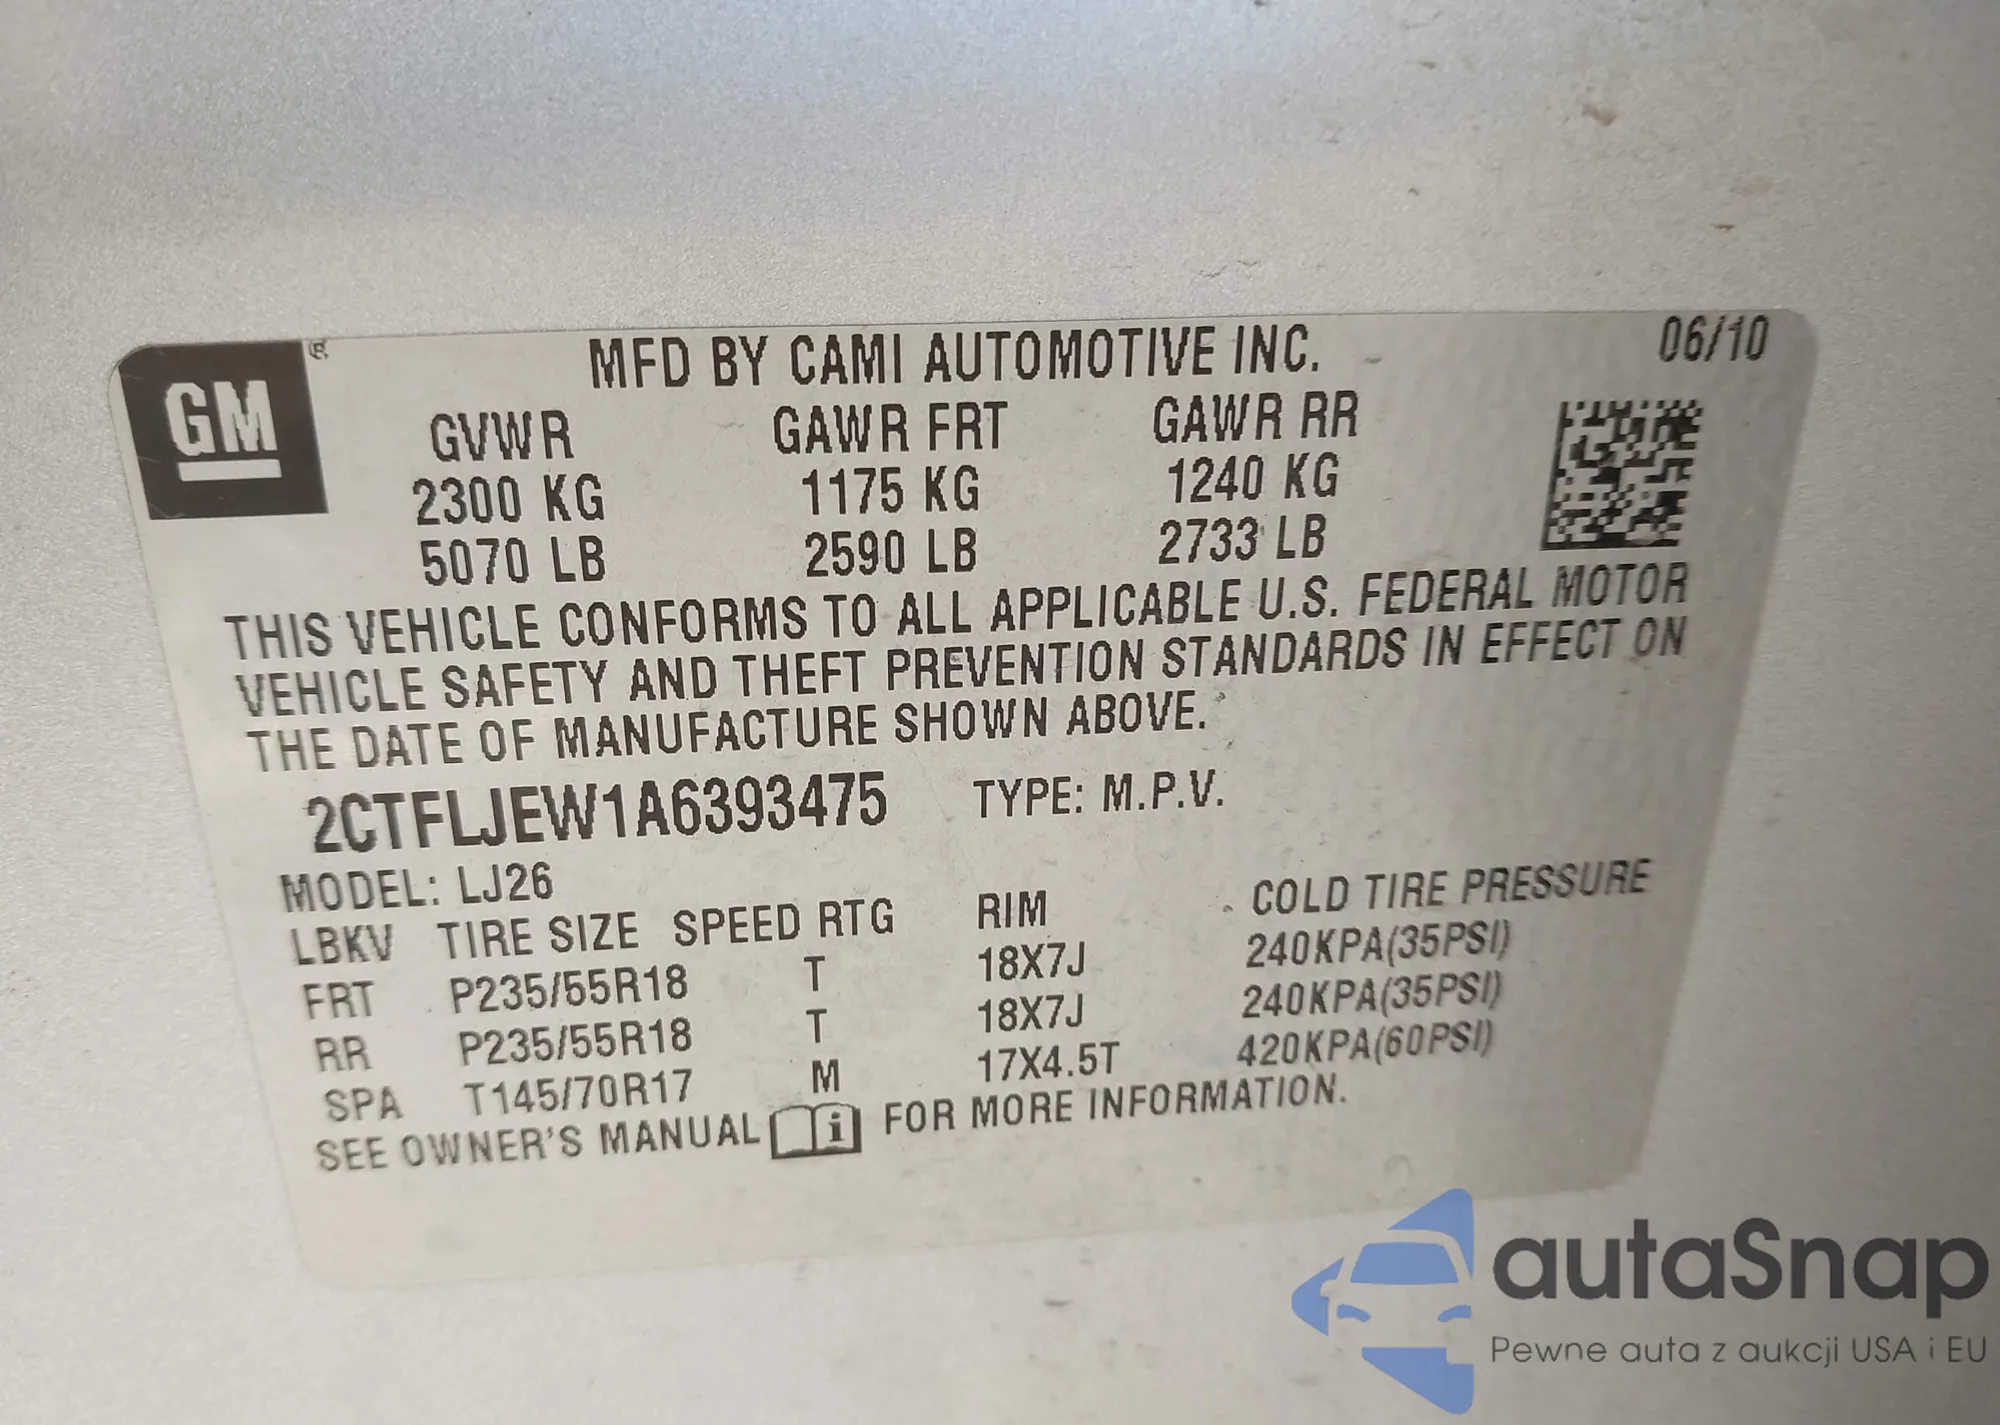 GM ®
MFD BY CAMI AUTOMOTIVE INC. 06/10
GVWR GAWR FRT GAWR RR
2300 KG 1175 KG 1240 KG
5070 LB 2590 LB 2733 LB
THIS VEHICLE CONFORMS TO ALL APPLICABLE U.S. FEDERAL MOTOR
VEHICLE SAFETY AND THEFT PREVENTION STANDARDS IN EFFECT ON
THE DATE OF MANUFACTURE SHOWN ABOVE.
2CTFLJEW1A6393475 TYPE: M.P.V.
MODEL: LJ26
LBKV TIRE SIZE SPEED RTG RIM COLD TIRE PRESSURE
FRT P235/55R18 T 18X7J 240KPA(35PSI)
RR P235/55R18 T 18X7J 240KPA(35PSI)
SPA T145/70R17 M 17X4.5T 420KPA(60PSI)
SEE OWNER'S MANUAL i FOR MORE INFORMATION.
autaSnap
Pewne auta z aukcji USA i EU